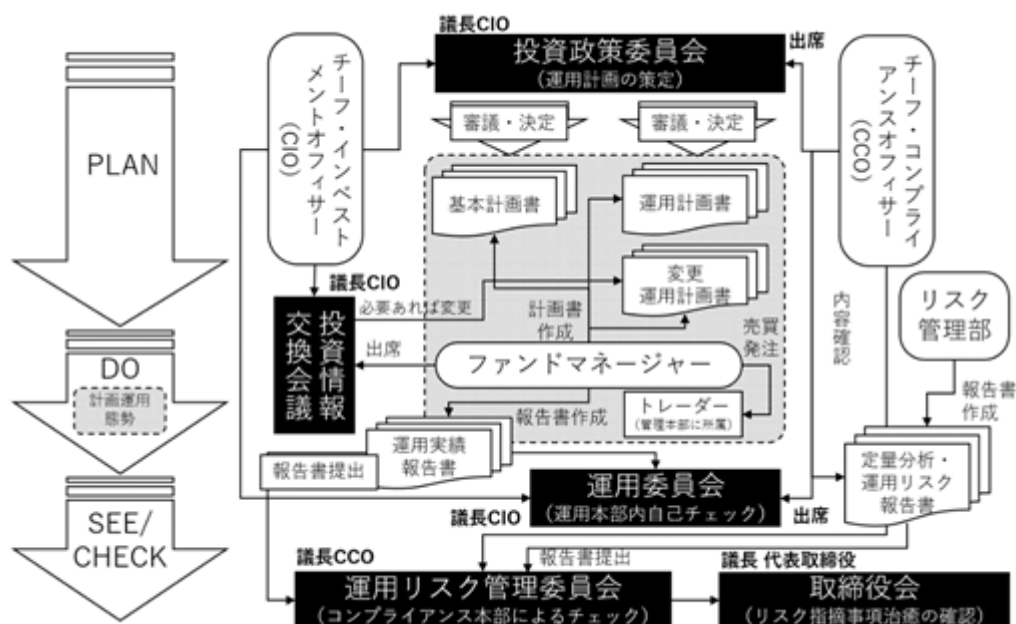 議長CIO
投資政策委員会
(運用計画の策定)
出席
チーフ・インベスト
メントオフィサー
(CIO)
チーフ・コンプライ
アンスオフィサー
(CCO)
PLAN
審議・決定
審議・決定
基本計画書
運用計画書
変更
運用計画書
議長CIO
必要あれば変更
投資情報
交換会議
出席
計画書
作成
売買
発注
内容確認
リスク
管理部
ファンドマネージャー
DO
計画運用
態勢
報告書作成
トレーダー
(管理本部に所属)
報告書
作成
運用実績
報告書
報告書提出
定量分析・
運用リスク
報告書
運用委員会
(運用本部内自己チェック)
議長CIO
出席
SEE/
CHECK
議長CCO
報告書提出
議長 代表取締役
運用リスク管理委員会
(コンプライアンス本部によるチェック)
取締役会
(リスク指摘事項治癒の確認)